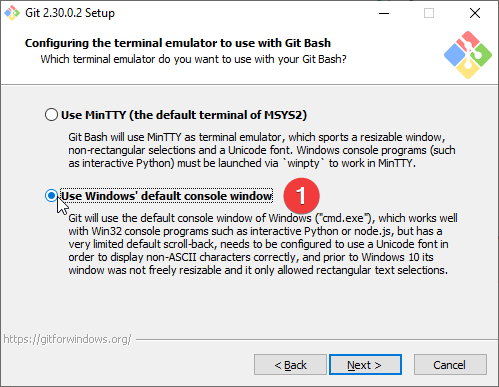 Git 2.30.0.2 Setup
Configuring the terminal emulator to use with Git Bash
Which terminal emulator do you want to use with your Git Bash?
Use MinTTY (the default terminal of MSYS2)
Git Bash will use MinTTY as terminal emulator, which sports a resizable window,
non-rectangular selections and a Unicode font. Windows console programs (such
as interactive Python) must be launched via `winpty` to work in MinTTY.
Use Windows' default console window
1
Git will use the default console window of Windows ("cmd.exe"), which works well
with Win32 console programs such as interactive Python or node.js, but has a
very limited default scroll-back, needs to be configured to use a Unicode font in
order to display non-ASCII characters correctly, and prior to Windows 10 its
window was not freely resizable and it only allowed rectangular text selections.
https://gitforwindows.org/
< Back
Next >
Cancel